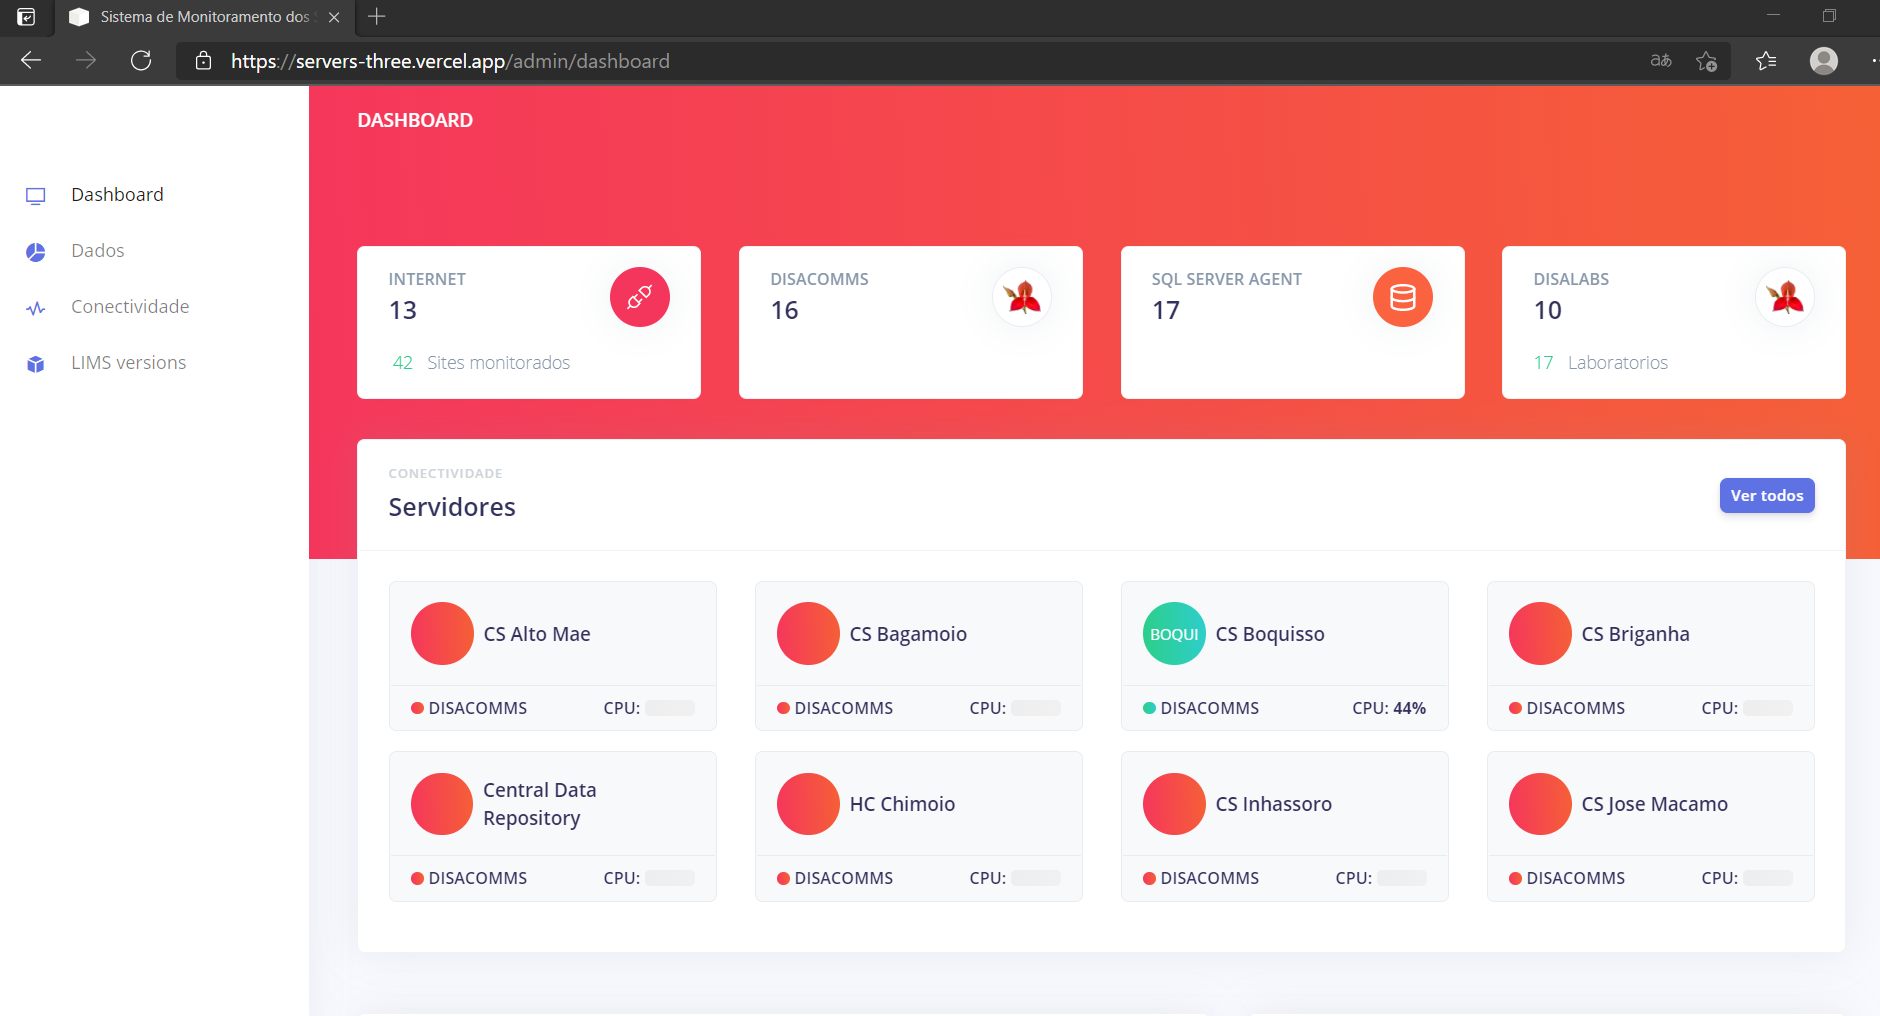 Sistema de Monitoramento dos
https://servers-three.vercel.app/admin/dashboard
aあ
DASHBOARD
Dashboard
Dados
Conectividade
LIMS versions
INTERNET
13
42 Sites monitorados
DISACOMMS
16
SQL SERVER AGENT
17
DISALABS
10
17 Laboratorios
CONECTIVIDADE
Servidores
Ver todos
CS Alto Mae
DISACOMMS CPU:
CS Bagamoio
DISACOMMS CPU:
BOQUI CS Boquisso
DISACOMMS CPU: 44%
CS Briganha
DISACOMMS CPU:
Central Data
Repository
DISACOMMS CPU:
HC Chimoio
DISACOMMS CPU:
CS Inhassoro
DISACOMMS CPU:
CS Jose Macamo
DISACOMMS CPU: